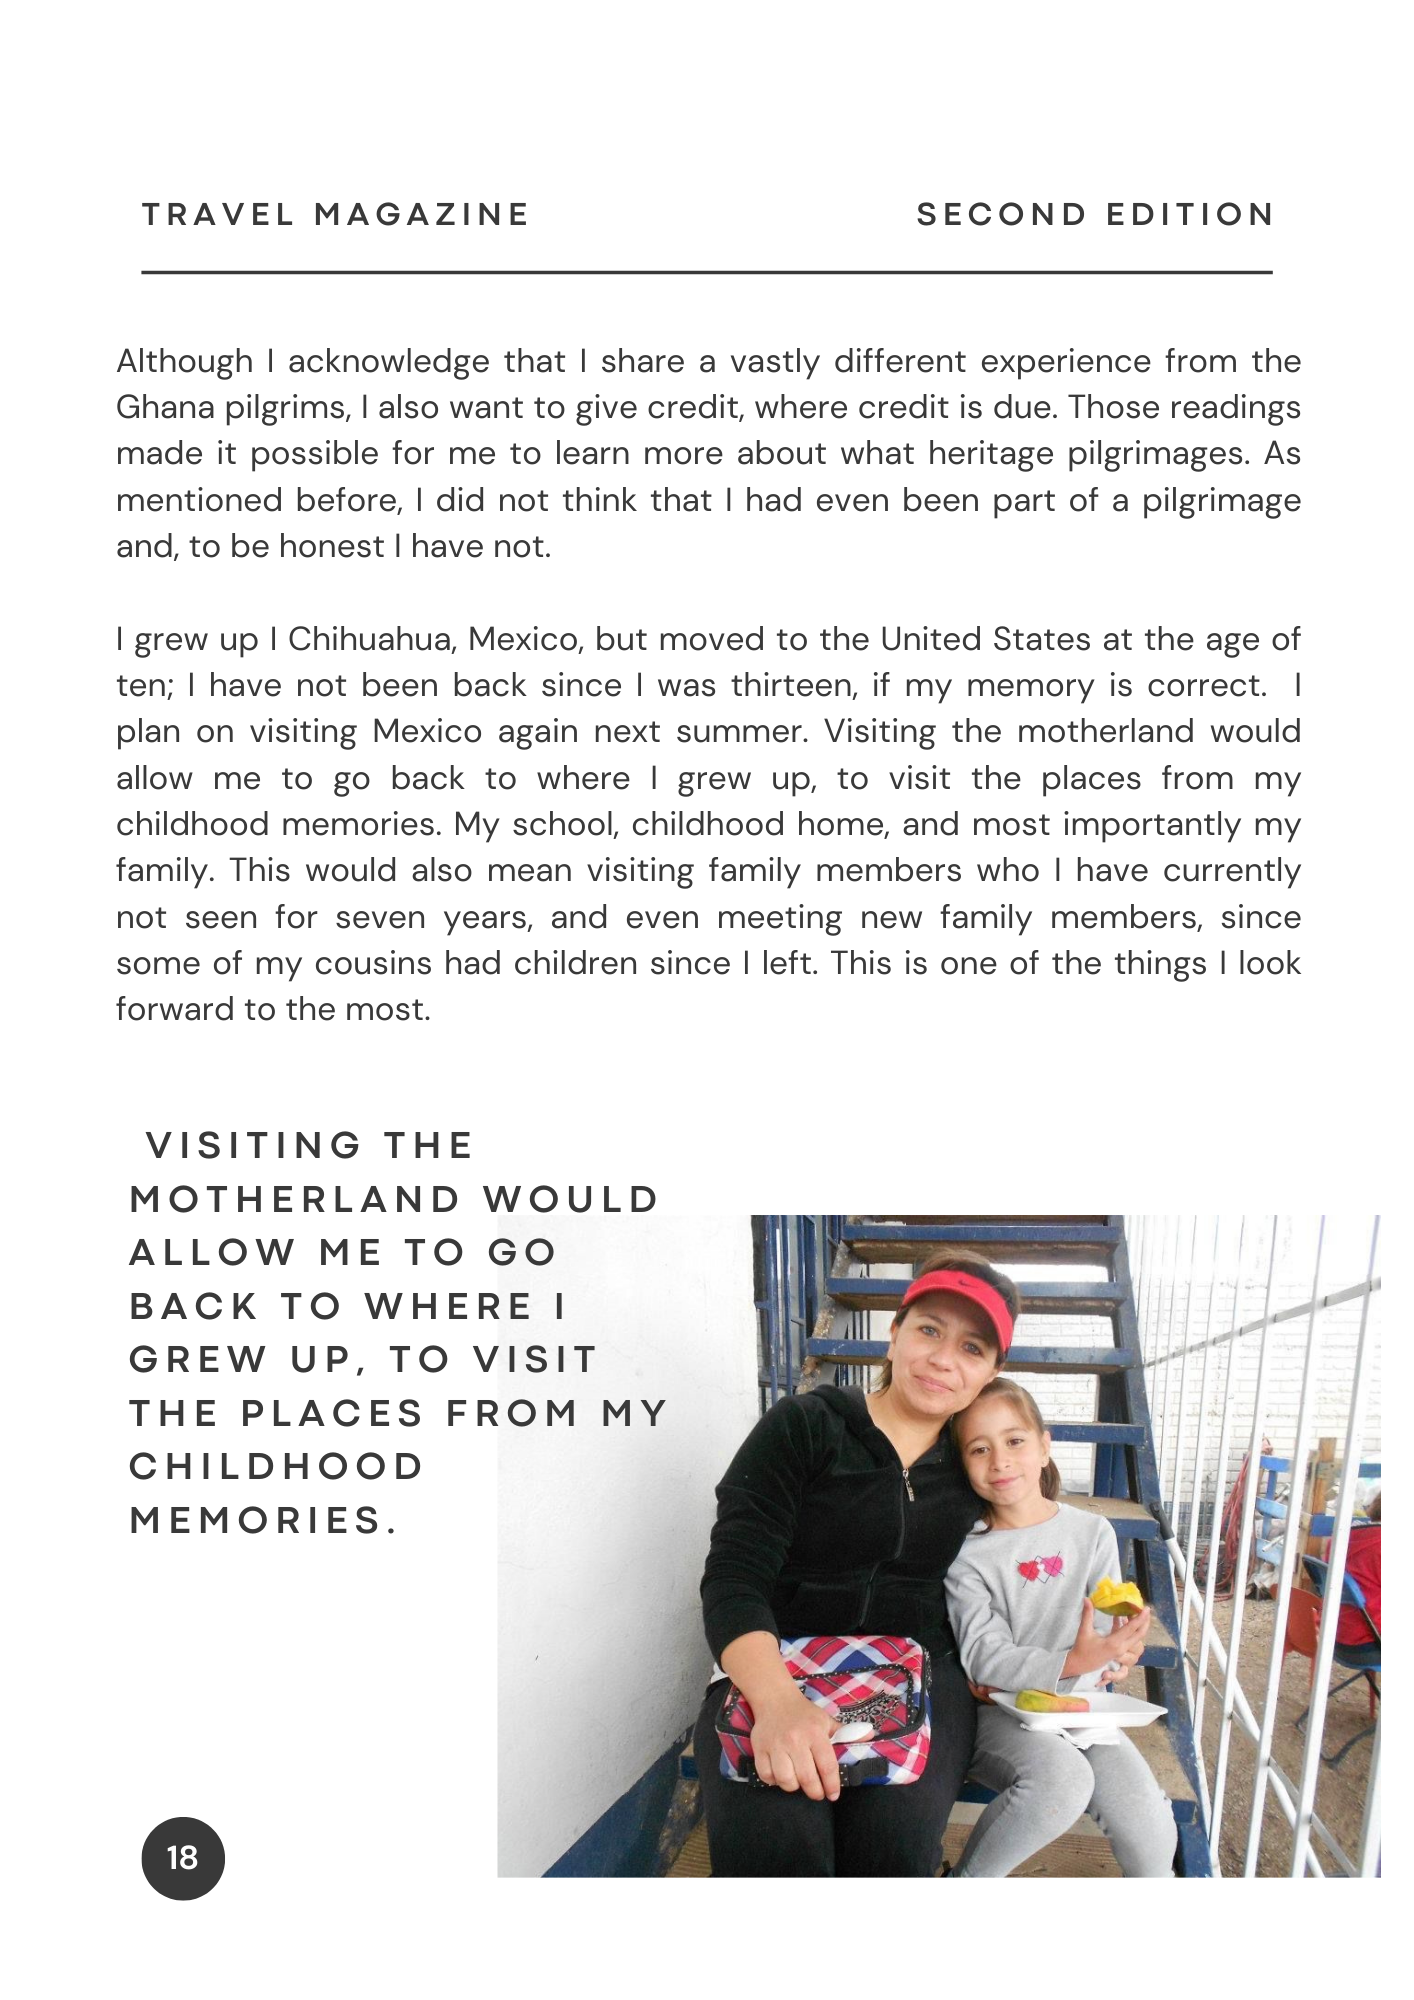 TRAVEL MAGAZINE
SECOND EDITION
Although I acknowledge that I share a vastly different experience from the
Ghana pilgrims, I also want to give credit, where credit is due. Those readings
made it possible for me to learn more about what heritage pilgrimages. As
mentioned before, I did not think that I had even been part of a pilgrimage
and, to be honest I have not.
I grew up I Chihuahua, Mexico, but moved to the United States at the age of
ten; I have not been back since I was thirteen, if my memory is correct. I
plan on visiting Mexico again next summer. Visiting the motherland would
allow me to go back to where I grew up, to visit the places from my
childhood memories. My school, childhood home, and most importantly my
family. This would also mean visiting family members who I have currently
not seen for seven years, and even meeting new family members, since
some of my cousins had children since I left. This is one of the things I look
forward to the most.
VISITING THE
MOTHERLAND WOULD
ALLOW ME TO GO
BACK TO WHERE I
GREW UP, TO VISIT
THE PLACES FROM MY
CHILDHOOD
MEMORIES.
18